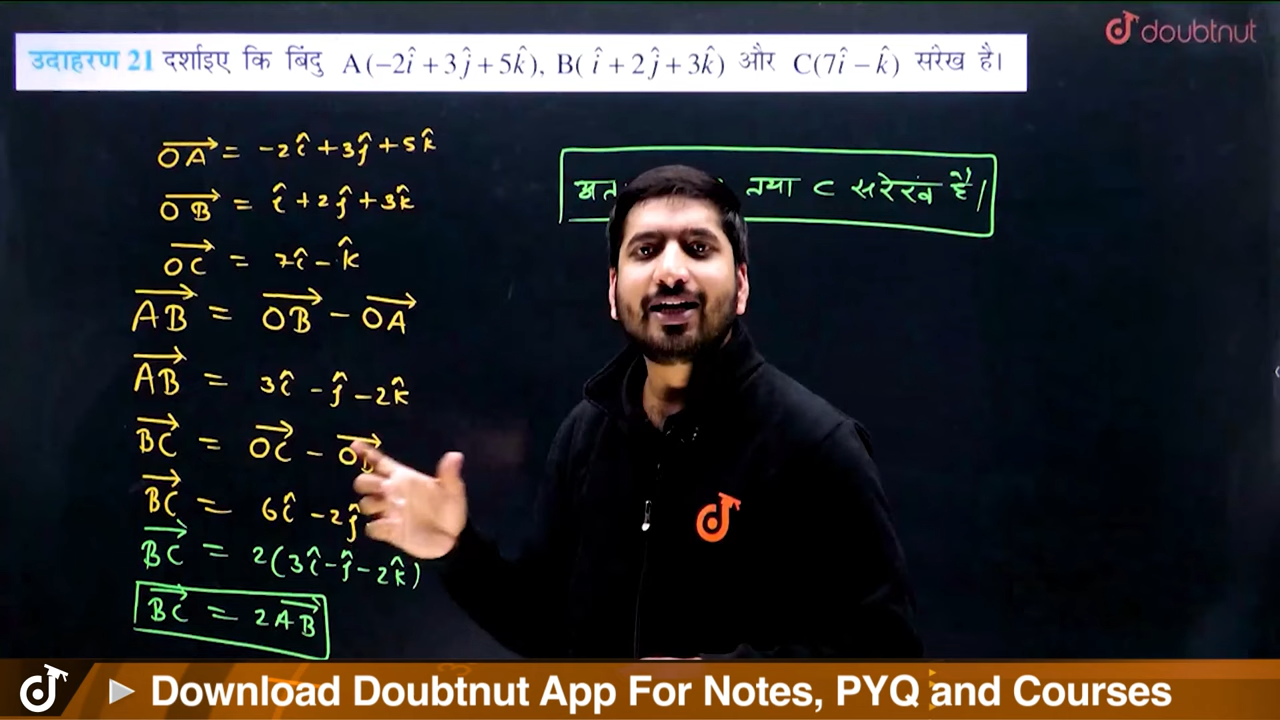 doubtnut
उदाहरण 21 दर्शाइए कि बिंदु A(−2î + 3ĵ + 5k̂), B( î + 2ĵ + 3k̂) और C(7î − k̂) सरेख है।
OA⃗ = -2î + 3ĵ + 5k̂
OB⃗ = î + 2ĵ + 3k̂
OC⃗ = 7î - k̂
AB⃗ = OB⃗ - OA⃗
AB⃗ = 3î - ĵ - 2k̂
BC⃗ = OC⃗ - OB⃗
BC⃗ = 6î - 2ĵ
BC⃗ = 2(3î - ĵ - 2k̂)
BC⃗ = 2AB⃗
तथा C सरेख है।
Download Doubtnut App For Notes, PYQ and Courses